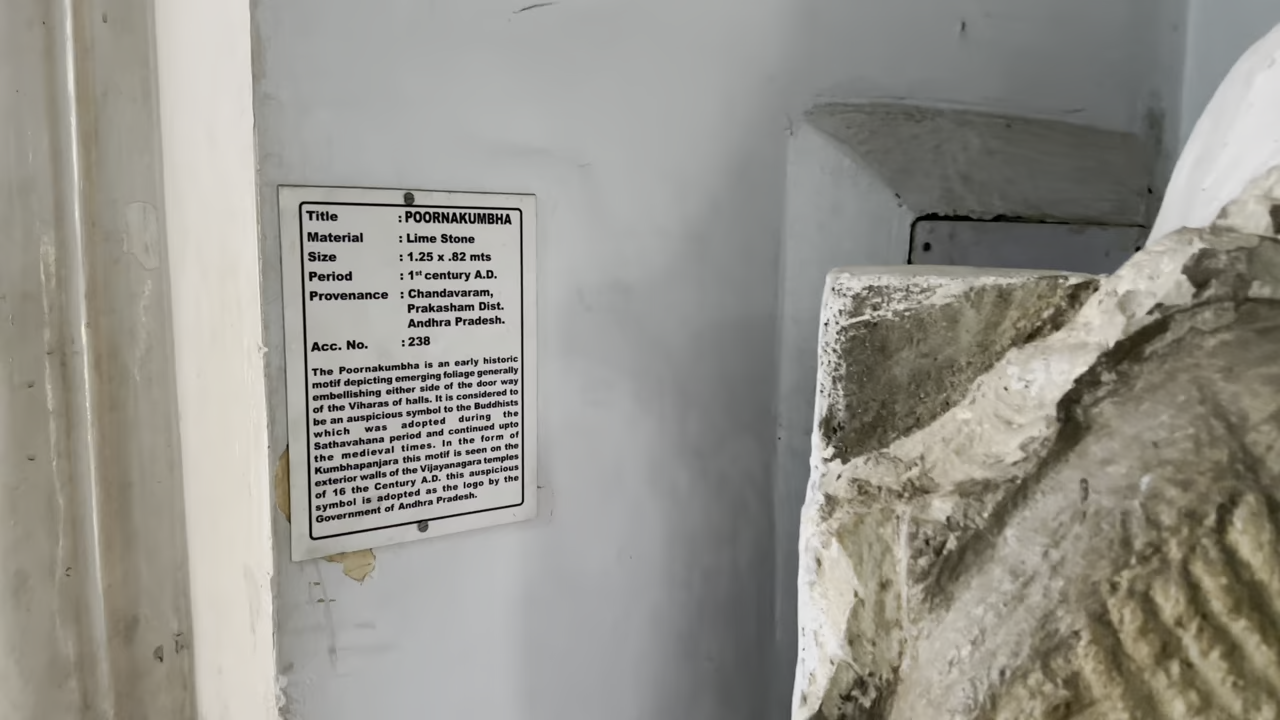 Title : POORNAKUMBHA
Material : Lime Stone
Size : 1.25 x .82 mts
Period : 1st century A.D.
Provenance : Chandavaram,
Prakasham Dist.
Andhra Pradesh.
Acc. No. : 238
The Poornakumbha is an early historic
motif depicting emerging foliage generally
embellishing either side of the door way
of the Viharas of halls. It is considered to
be an auspicious symbol to the Buddhists
which was adopted during the
Sathavahana period and continued upto
the medieval times. In the form of
Kumbhapanjara this motif is seen on the
exterior walls of the Vijayanagara temples
of 16 the Century A.D. this auspicious
symbol is adopted as the logo by the
Government of Andhra Pradesh.